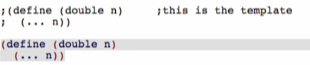 ;(define (double n)      ;this is the template
;  (... n))
(define (double n)
  (... n))